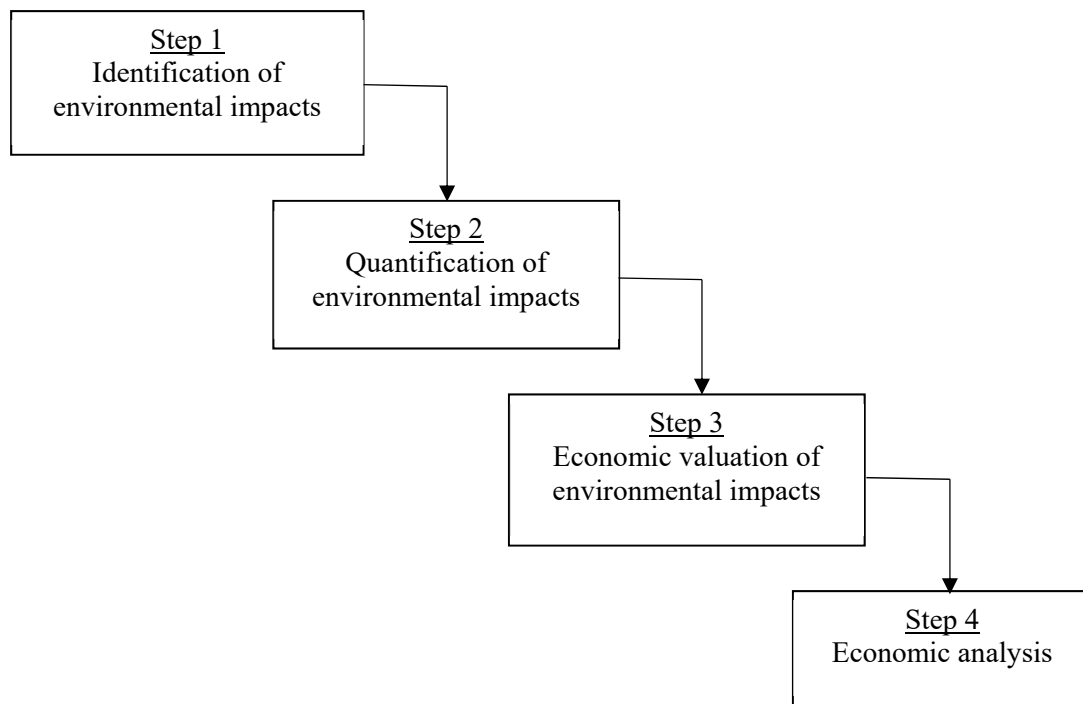 Step 1
Identification of
environmental impacts
Step 2
Quantification of
environmental impacts
Step 3
Economic valuation of
environmental impacts
Step 4
Economic analysis